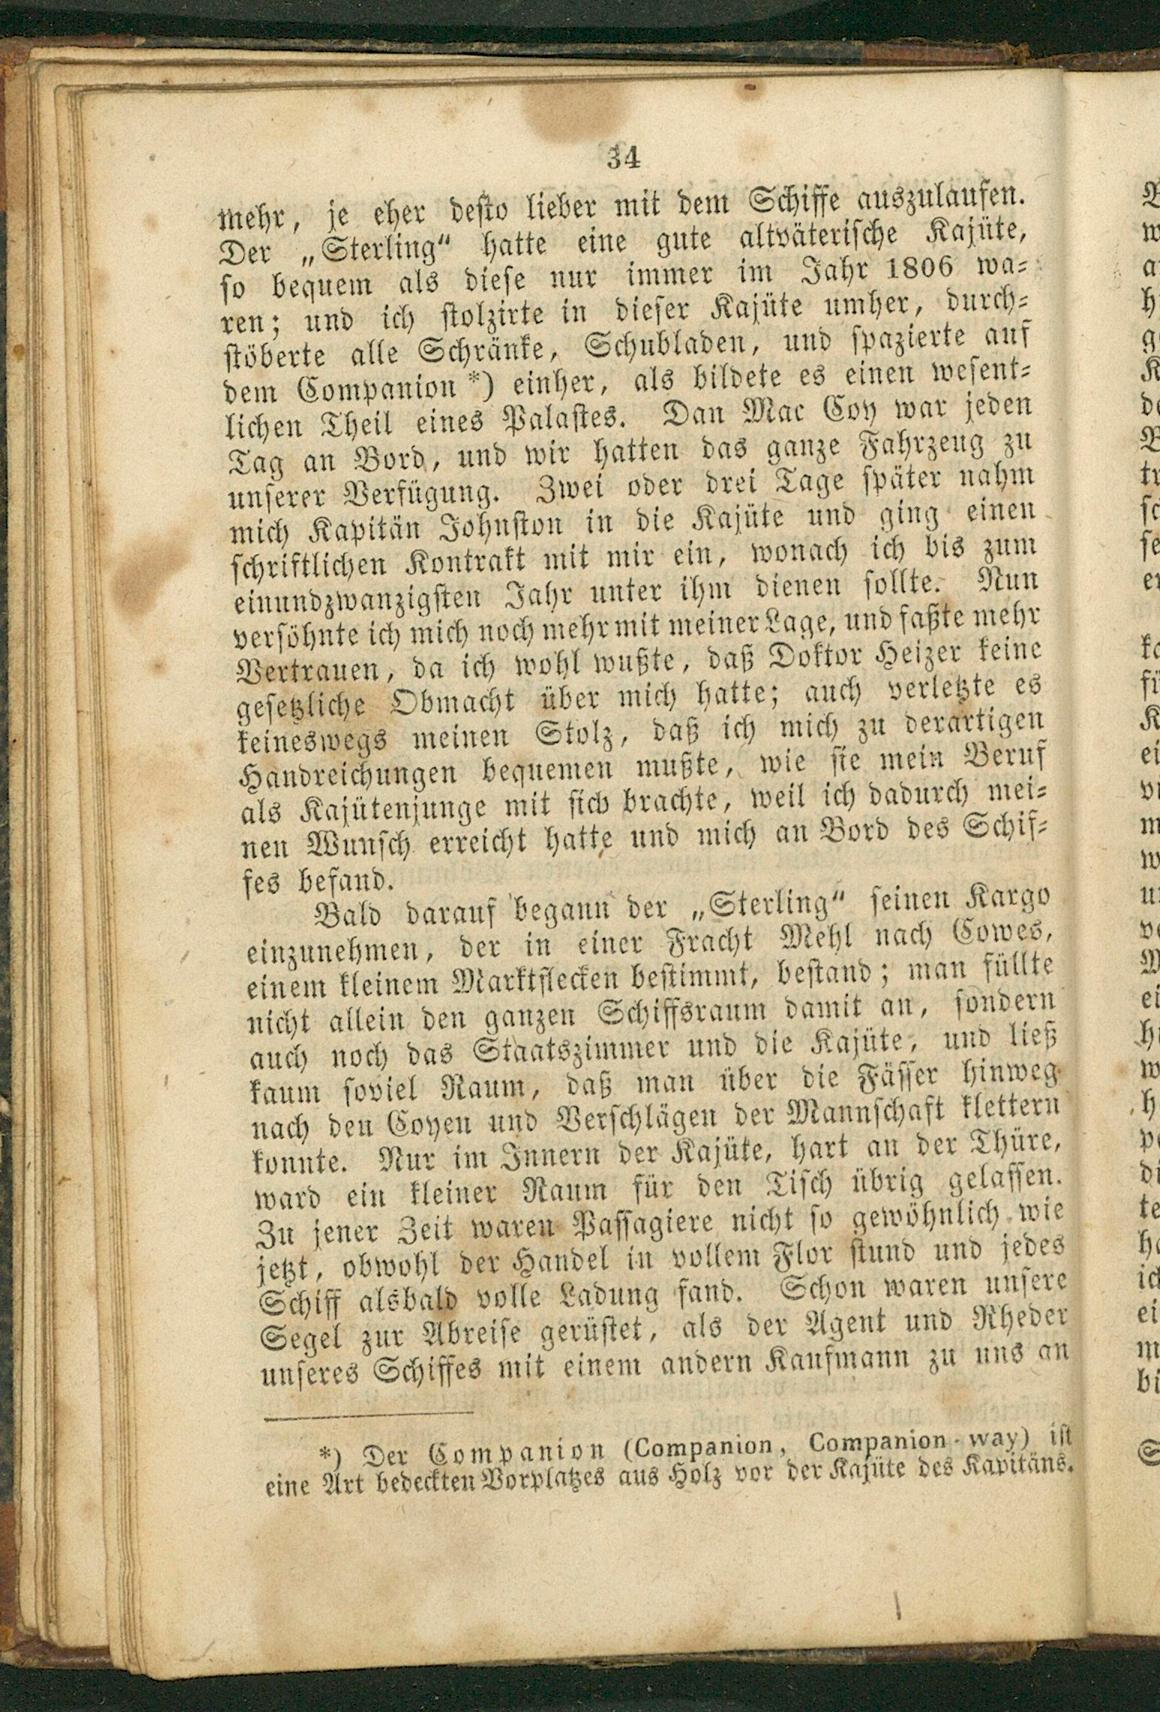 34
mehr, je eher desto lieber mit dem Schiffe auszulaufen.
Der „Sterling“ hatte eine gute altväterische Kajüte,
so bequem als diese nur immer im Jahr 1806 wa-
ren; und ich stolzirte in dieser Kajüte umher, durch-
stöberte alle Schränke, Schubladen, und spazierte auf
dem Companion *) einher, als bildete es einen wesent-
lichen Theil eines Palastes. Dan Mac Coy war jeden
Tag an Bord, und wir hatten das ganze Fahrzeug zu
unserer Verfügung. Zwei oder drei Tage später nahm
mich Kapitän Johnston in die Kajüte und ging einen
schriftlichen Kontrakt mit mir ein, wonach ich bis zum
einundzwanzigsten Jahr unter ihm dienen sollte. Nun
versöhnte ich mich noch mehr mit meiner Lage, und faßte mehr
Vertrauen, da ich wohl wußte, daß Doktor Heizer keine
gesetzliche Obmacht über mich hatte; auch verletzte es
keineswegs meinen Stolz, daß ich mich zu derartigen
Handreichungen bequemen mußte, wie sie mein Beruf
als Kajütenjunge mit sich brachte, weil ich dadurch mei-
nen Wunsch erreicht hatte und mich an Bord des Schif-
fes befand.
Bald darauf begann der „Sterling“ seinen Kargo
einzunehmen, der in einer Fracht Mehl nach Cowes,
einem kleinem Marktflecken bestimmt, bestand; man füllte
nicht allein den ganzen Schiffsraum damit an, sondern
auch noch das Staatszimmer und die Kajüte, und ließ
kaum soviel Raum, daß man über die Fässer hinweg
nach den Coyen und Verschlägen der Mannschaft klettern
konnte. Nur im Innern der Kajüte, hart an der Thüre,
ward ein kleiner Raum für den Tisch übrig gelassen.
Zu jener Zeit waren Passagiere nicht so gewöhnlich wie
jetzt, obwohl der Handel in vollem Flor stund und jedes
Schiff alsbald volle Ladung fand. Schon waren unsere
Segel zur Abreise gerüstet, als der Agent und Rheder
unseres Schiffes mit einem andern Kaufmann zu uns an
*) Der Companion (Companion, Companion-way) ist
eine Art bedeckten Vorplatzes aus Holz vor der Kajüte des Kapitäns.